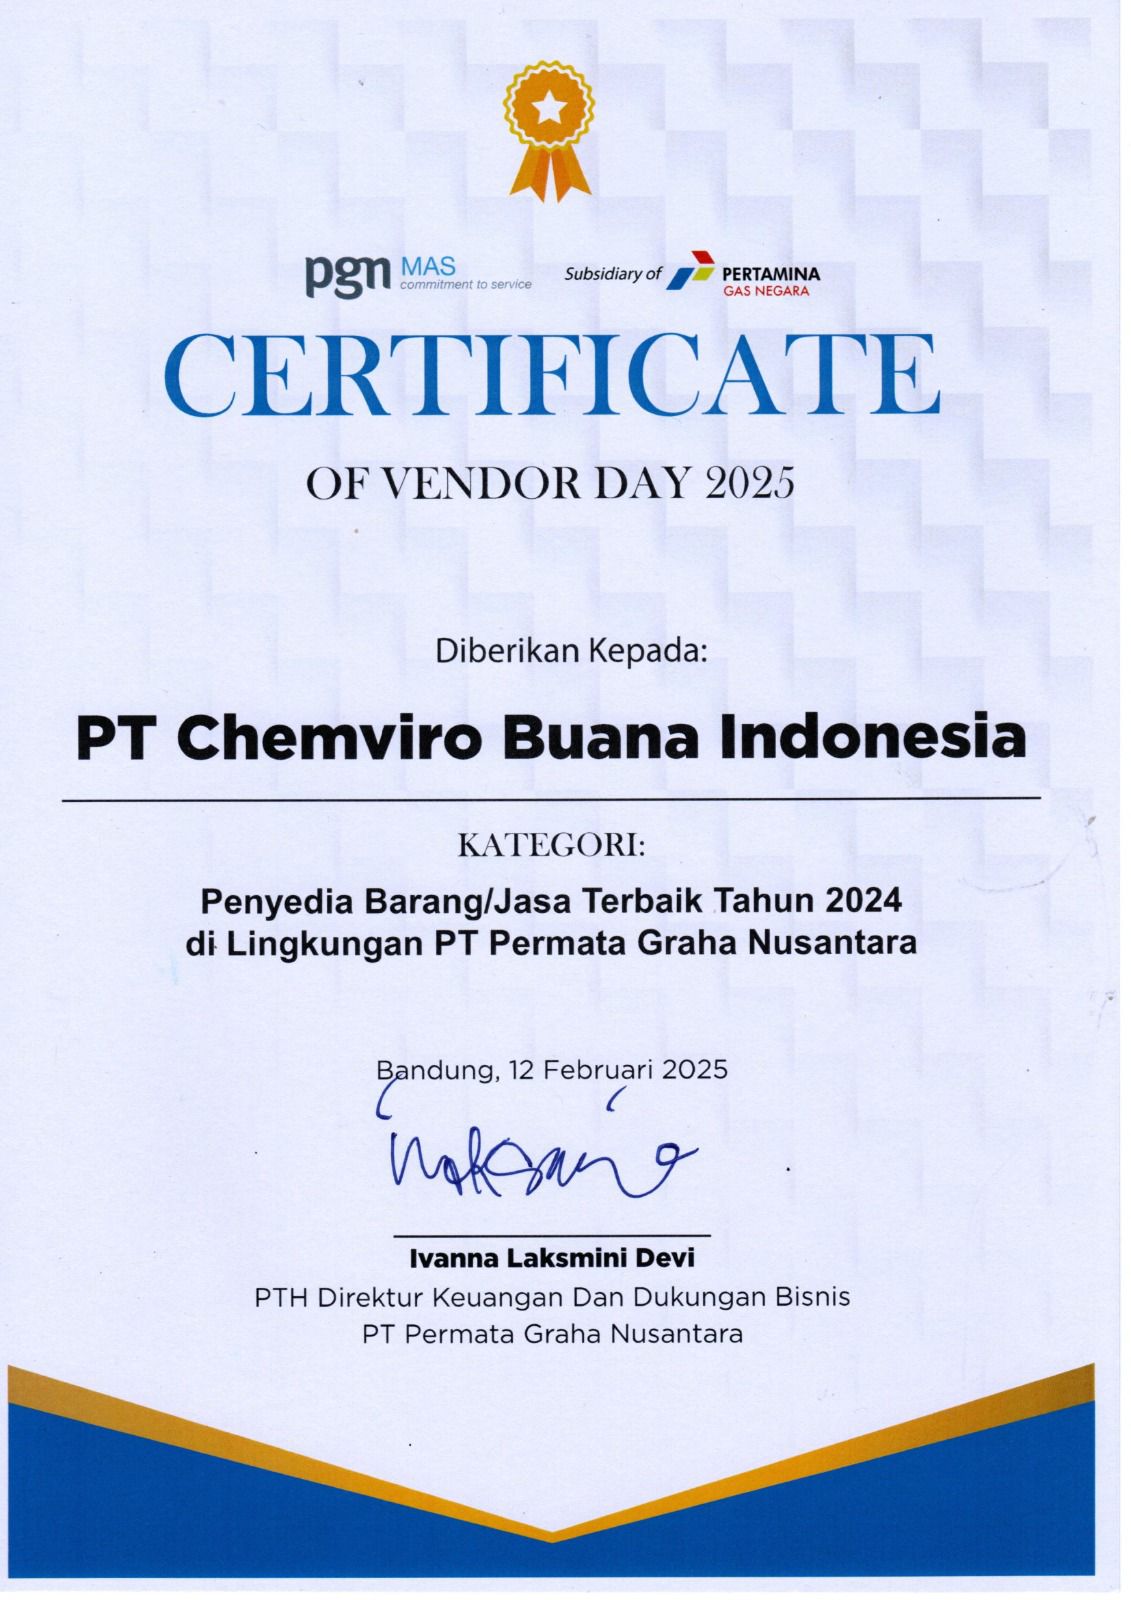 pgn MAS
commitment to service
Subsidiary of PERTAMINA
GAS NEGARA
CERTIFICATE
OF VENDOR DAY 2025
Diberikan Kepada:
PT Chemviro Buana Indonesia
KATEGORI:
Penyedia Barang/Jasa Terbaik Tahun 2024
di Lingkungan PT Permata Graha Nusantara
Bandung, 12 Februari 2025
Ivanna Laksmini Devi
PTH Direktur Keuangan Dan Dukungan Bisnis
PT Permata Graha Nusantara